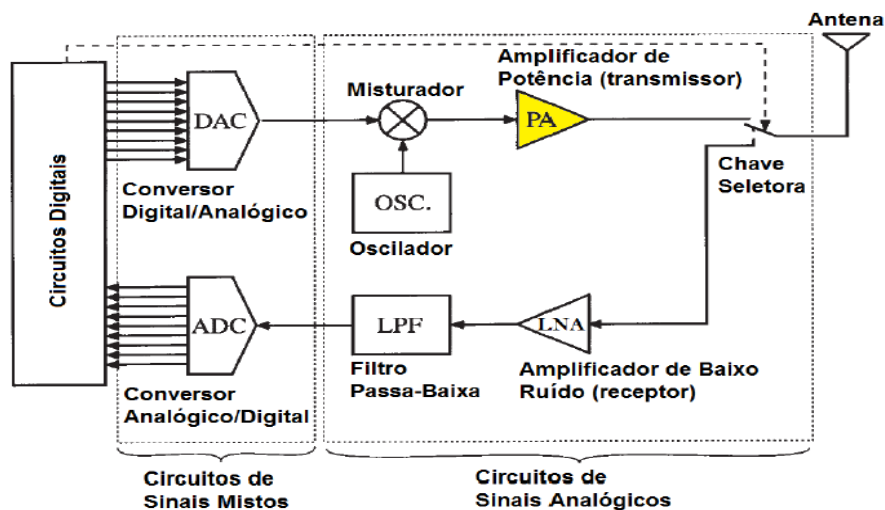 Antena
Amplificador de
Potência (transmissor)
Misturador
DAC
PA
Chave
Seletora
Conversor
Digital/Analógico
OSC.
Oscilador
Circuitos Digitais
ADC
LPF
LNA
Filtro
Passa-Baixa
Amplificador de Baixo
Ruído (receptor)
Conversor
Analógico/Digital
Circuitos de
Sinais Mistos
Circuitos de
Sinais Analógicos